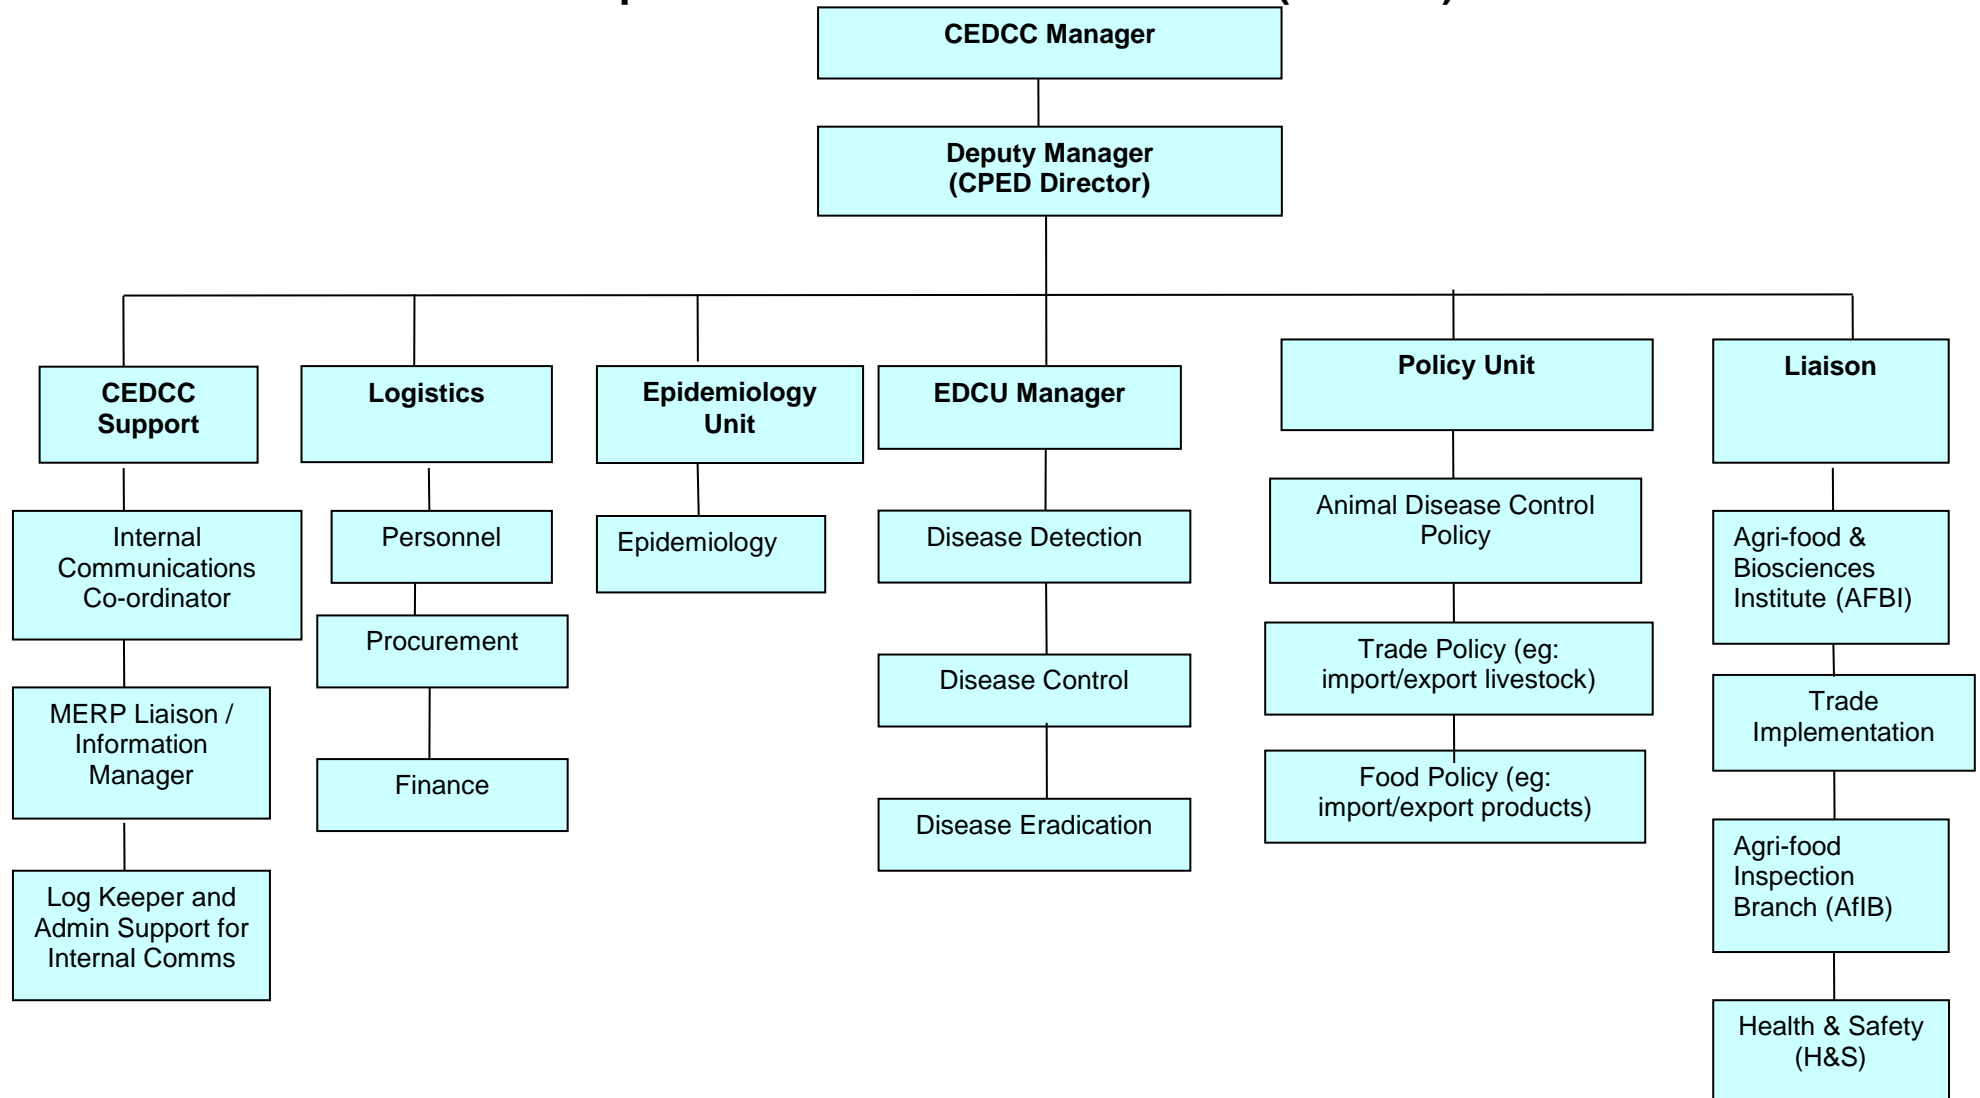 CEDCC Manager
Deputy Manager
(CPED Director)
CEDCC
Support
Logistics
Epidemiology
Unit
EDCU Manager
Policy Unit
Liaison
Internal
Communications
Co-ordinator
MERP Liaison /
Information
Manager
Log Keeper and
Admin Support for
Internal Comms
Personnel
Procurement
Finance
Epidemiology
Disease Detection
Disease Control
Disease Eradication
Animal Disease Control
Policy
Trade Policy (eg:
import/export livestock)
Food Policy (eg:
import/export products)
Agri-food &
Biosciences
Institute (AFBI)
Trade
Implementation
Agri-food
Inspection
Branch (AfIB)
Health & Safety
(H&S)